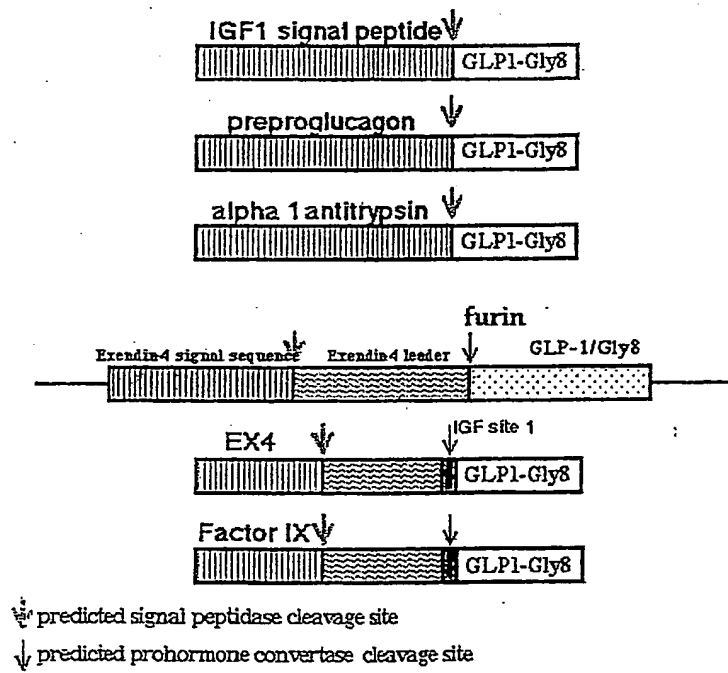 IGF1 signal peptide
GLP1-Gly8
preproglucagon
GLP1-Gly8
alpha 1 antitrypsin
GLP1-Gly8
furin
Exendin4 signal sequence
Exendin4 leader
GLP-1/Gly8
EX4
IGF site 1
GLP1-Gly8
Factor IX
GLP1-Gly8
predicted signal peptidase cleavage site
predicted prohormone convertase cleavage site